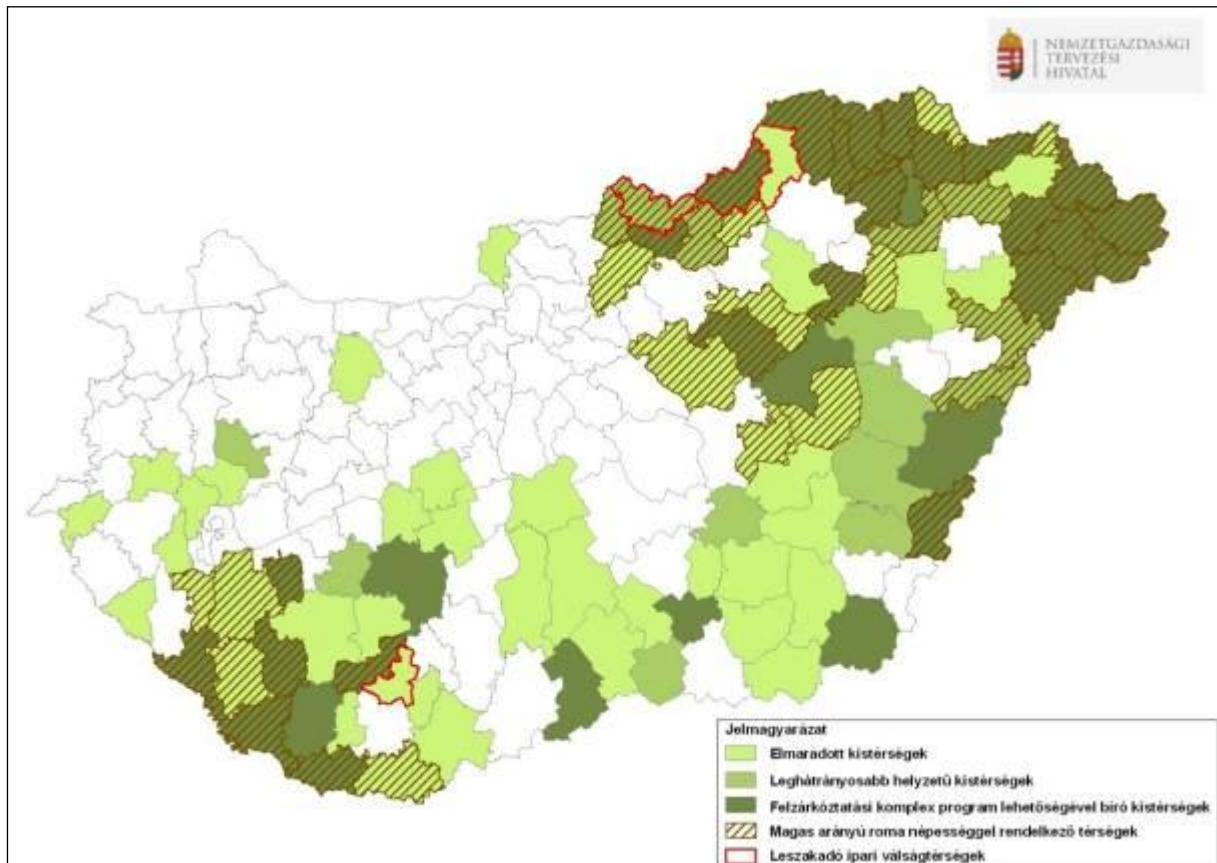 NEMZETGAZDASÁGI
TERVEZÉSI
HIVATAL
Jelmagyarázat
Elmaradott kistérségek
Leghátrányosabb helyzetű kistérségek
Felzárkóztatási komplex program lehetőségével bíró kistérségek
Magas arányú roma népességgel rendelkező térségek
Leszakadó ipari válságtérségek